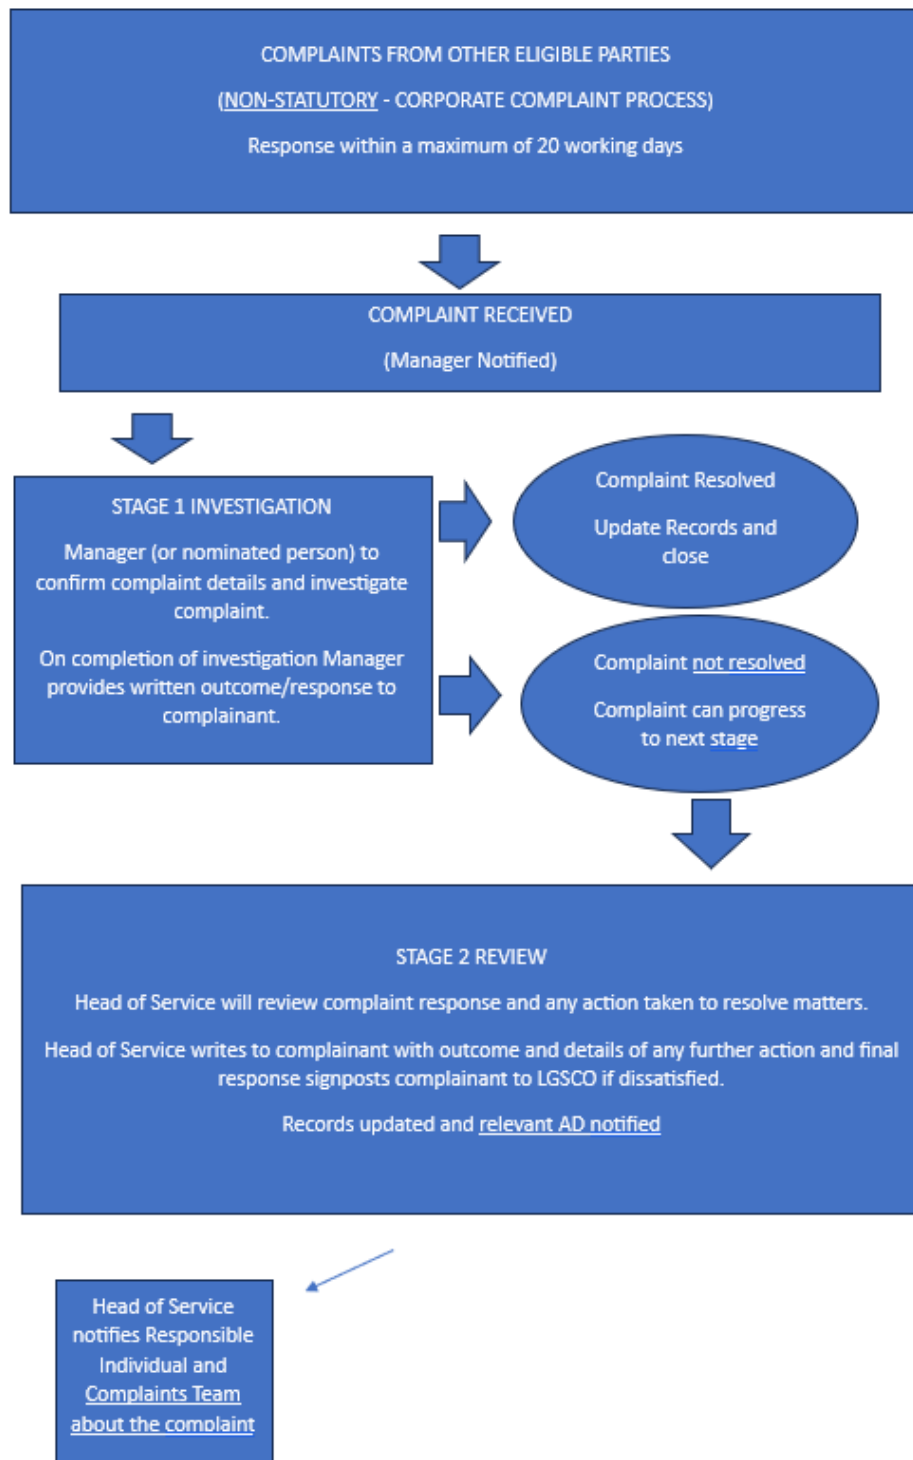 COMPLAINTS FROM OTHER ELIGIBLE PARTIES
(NON-STATUTORY - CORPORATE COMPLAINT PROCESS)
Response within a maximum of 20 working days
COMPLAINT RECEIVED
(Manager Notified)
STAGE 1 INVESTIGATION
Manager (or nominated person) to
confirm complaint details and investigate
complaint.
On completion of investigation Manager
provides written outcome/response to
complainant.
Complaint Resolved
Update Records and
close
Complaint not resolved
Complaint can progress
to next stage
STAGE 2 REVIEW
Head of Service will review complaint response and any action taken to resolve matters.
Head of Service writes to complainant with outcome and details of any further action and final
response signposts complainant to LGSCO if dissatisfied.
Records updated and relevant AD notified
Head of Service
notifies Responsible
Individual and
Complaints Team
about the complaint